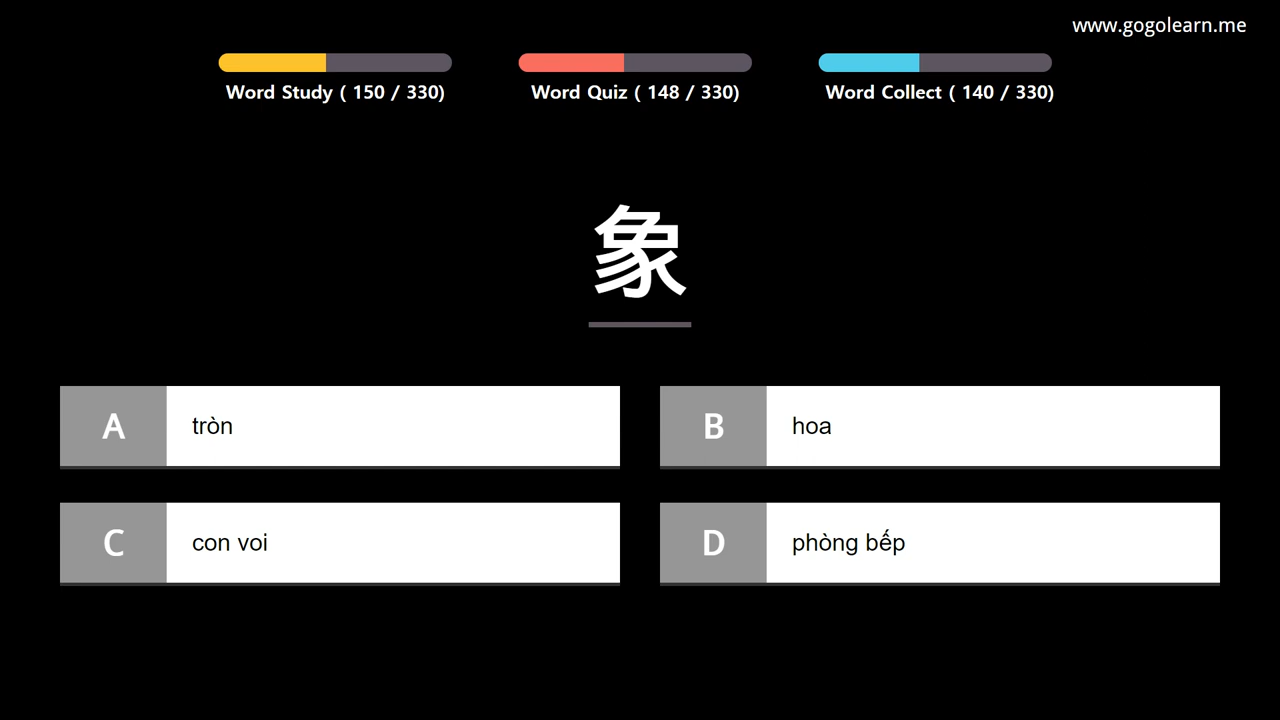 www.gogolearn.me
Word Study ( 150 / 330)
Word Quiz ( 148 / 330)
Word Collect ( 140 / 330)
象
A tròn
B hoa
C con voi
D phòng bếp